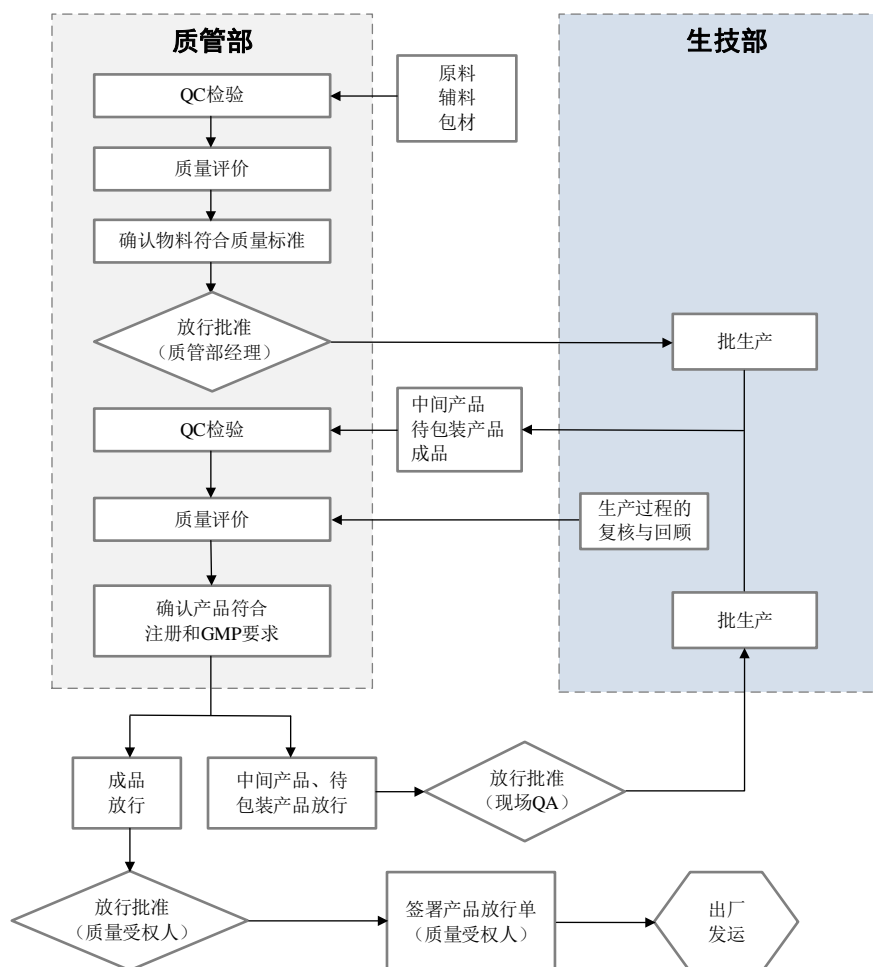 质管部
生技部
QC检验
原料
辅料
包材
质量评价
确认物料符合质量标准
放行批准
（质管部经理）
批生产
QC检验
中间产品
待包装产品
成品
质量评价
生产过程的
复核与回顾
确认产品符合
注册和GMP要求
批生产
成品
放行
中间产品、待
包装产品放行
放行批准
（现场QA）
放行批准
（质量受权人）
签署产品放行单
（质量受权人）
出厂
发运